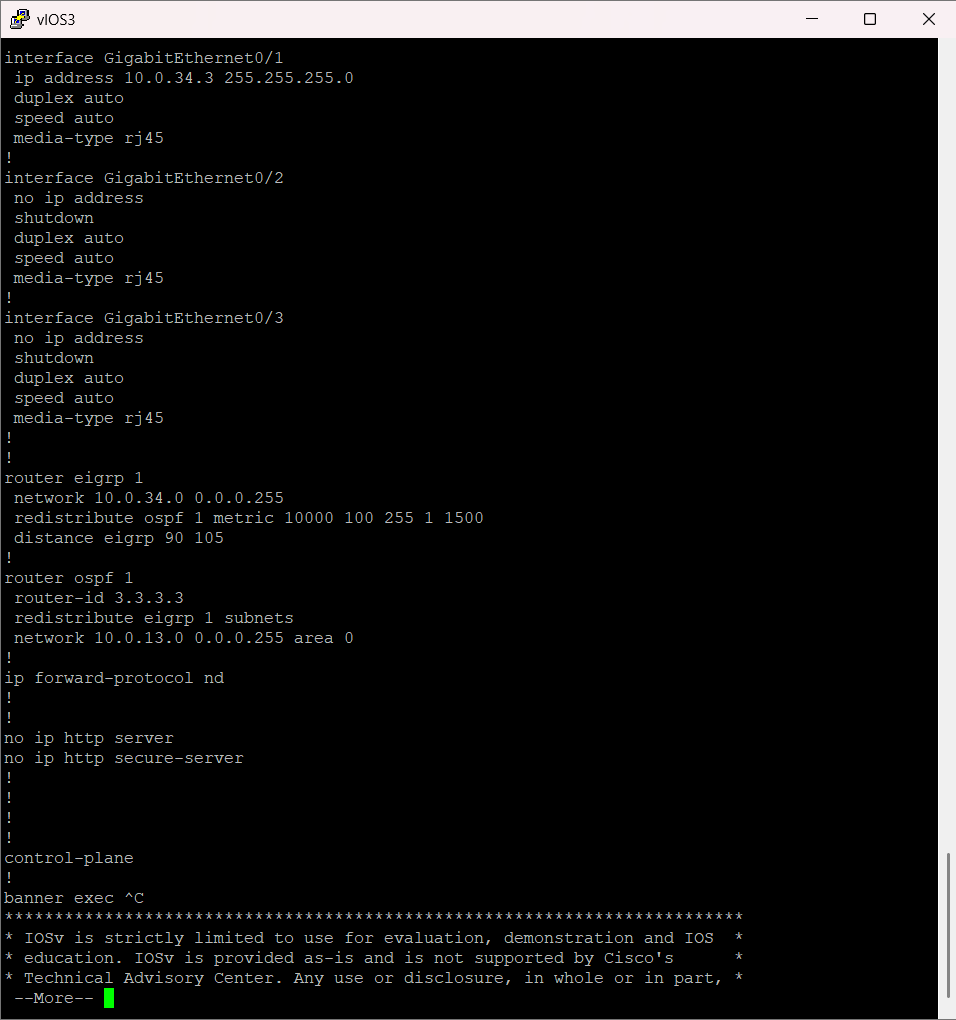 vIOS3
interface GigabitEthernet0/1
 ip address 10.0.34.3 255.255.255.0
 duplex auto
 speed auto
 media-type rj45
!
interface GigabitEthernet0/2
 no ip address
 shutdown
 duplex auto
 speed auto
 media-type rj45
!
interface GigabitEthernet0/3
 no ip address
 shutdown
 duplex auto
 speed auto
 media-type rj45
!
!
router eigrp 1
 network 10.0.34.0 0.0.0.255
 redistribute ospf 1 metric 10000 100 255 1 1500
 distance eigrp 90 105
!
router ospf 1
 router-id 3.3.3.3
 redistribute eigrp 1 subnets
 network 10.0.13.0 0.0.0.255 area 0
!
ip forward-protocol nd
!
!
no ip http server
no ip http secure-server
!
!
!
!
control-plane
!
banner exec ^C
**************************************************************************
* IOSv is strictly limited to use for evaluation, demonstration and IOS  *
* education. IOSv is provided as-is and is not supported by Cisco's      *
* Technical Advisory Center. Any use or disclosure, in whole or in part, *
 --More--